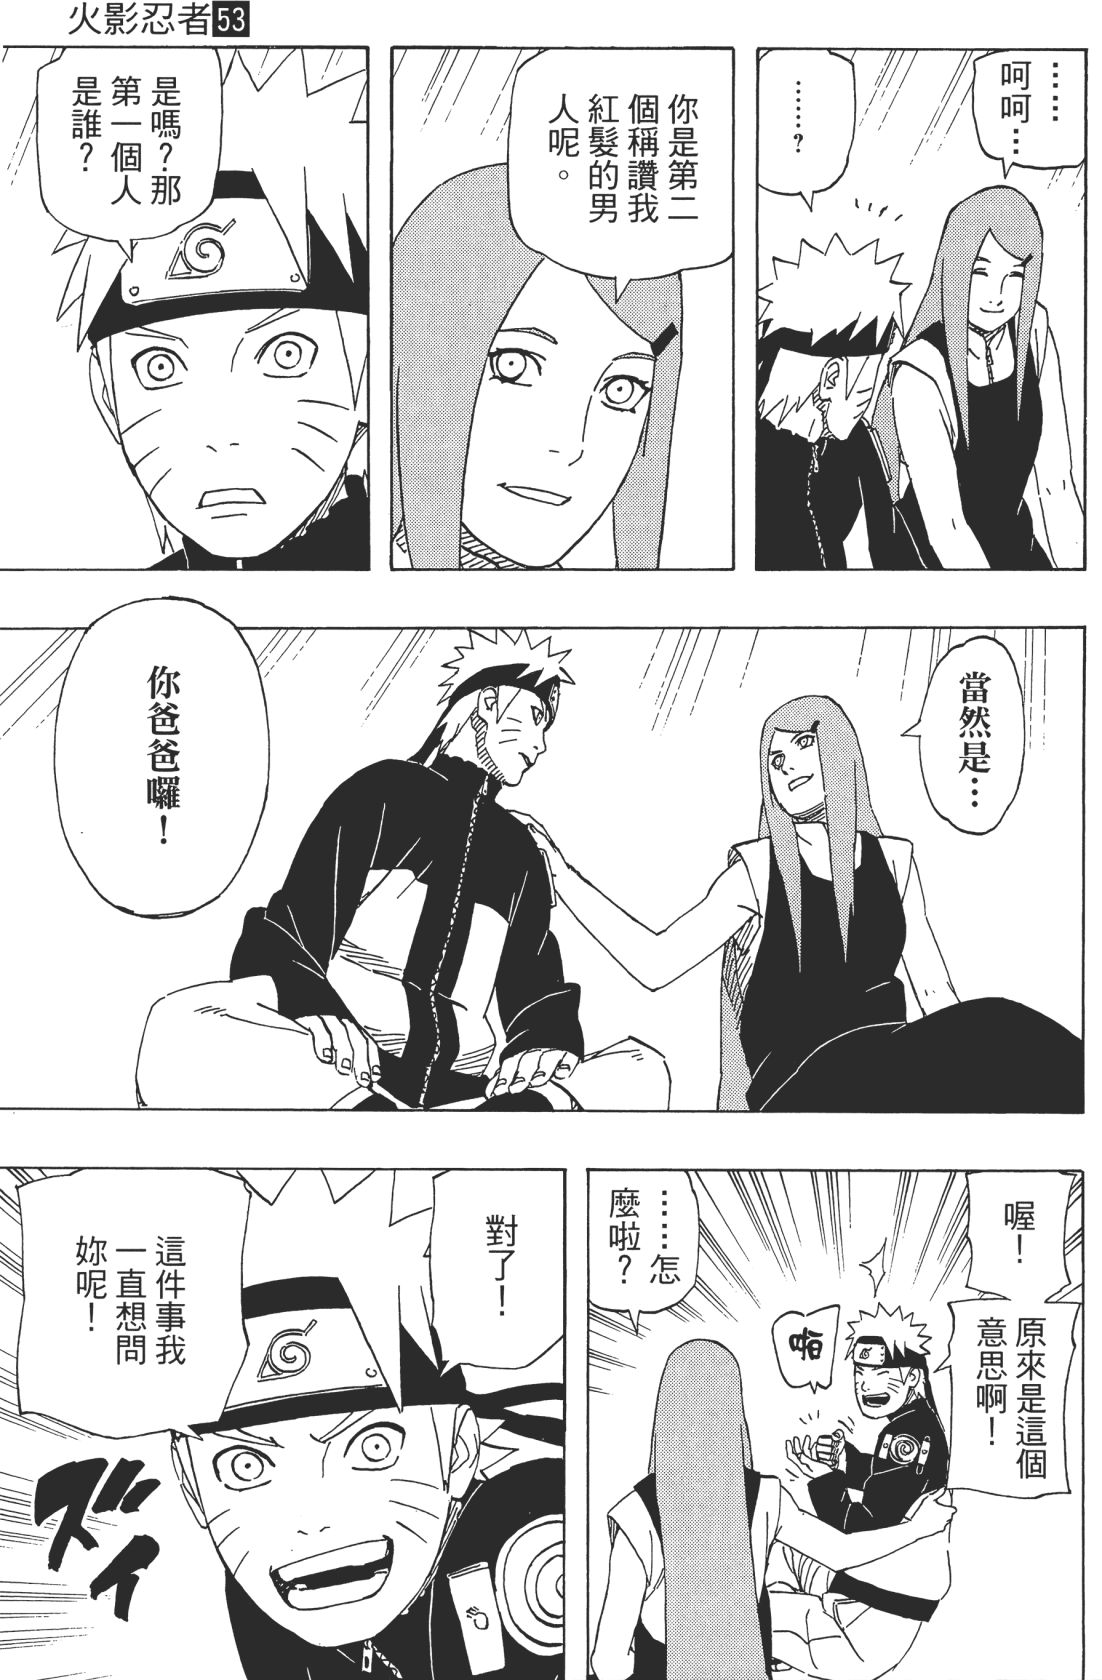 火影忍者53
⋯⋯
呵呵⋯
⋯⋯?
你是第二
個稱讚我
紅髮的男
人呢。
是嗎?那
第一個人
是誰?
當然是⋯
你爸爸囉!
喔!
原來是這個
意思啊!
啪
⋯⋯怎
麼啦?
對了!
這件事我
一直想問
妳呢!
ズイ